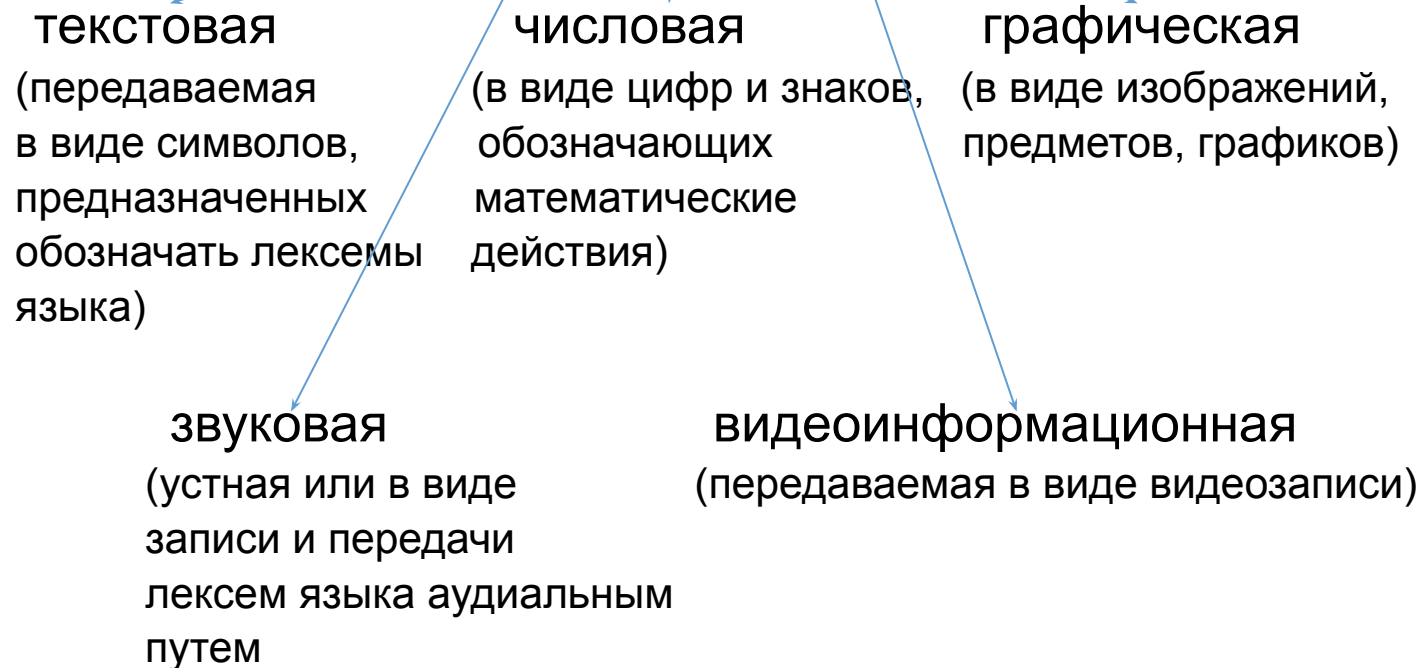 текстовая
(передаваемая
в виде символов,
предназначенных
обозначать лексемы
языка)
числовая
(в виде цифр и знаков,
обозначающих
математические
действия)
графическая
(в виде изображений,
предметов, графиков)
звуковая
(устная или в виде
записи и передачи
лексем языка аудиальным
путем
видеоинформационная
(передаваемая в виде видеозаписи)